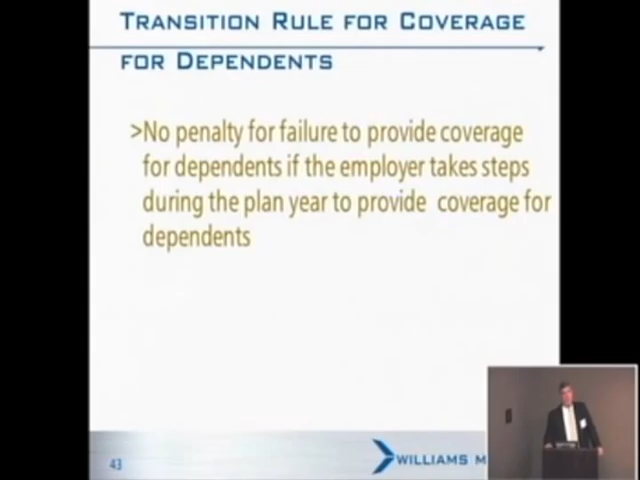 TRANSITION RULE FOR COVERAGE
FOR DEPENDENTS
>No penalty for failure to provide coverage
for dependents if the employer takes steps
during the plan year to provide coverage for
dependents
43
WILLIAMS M